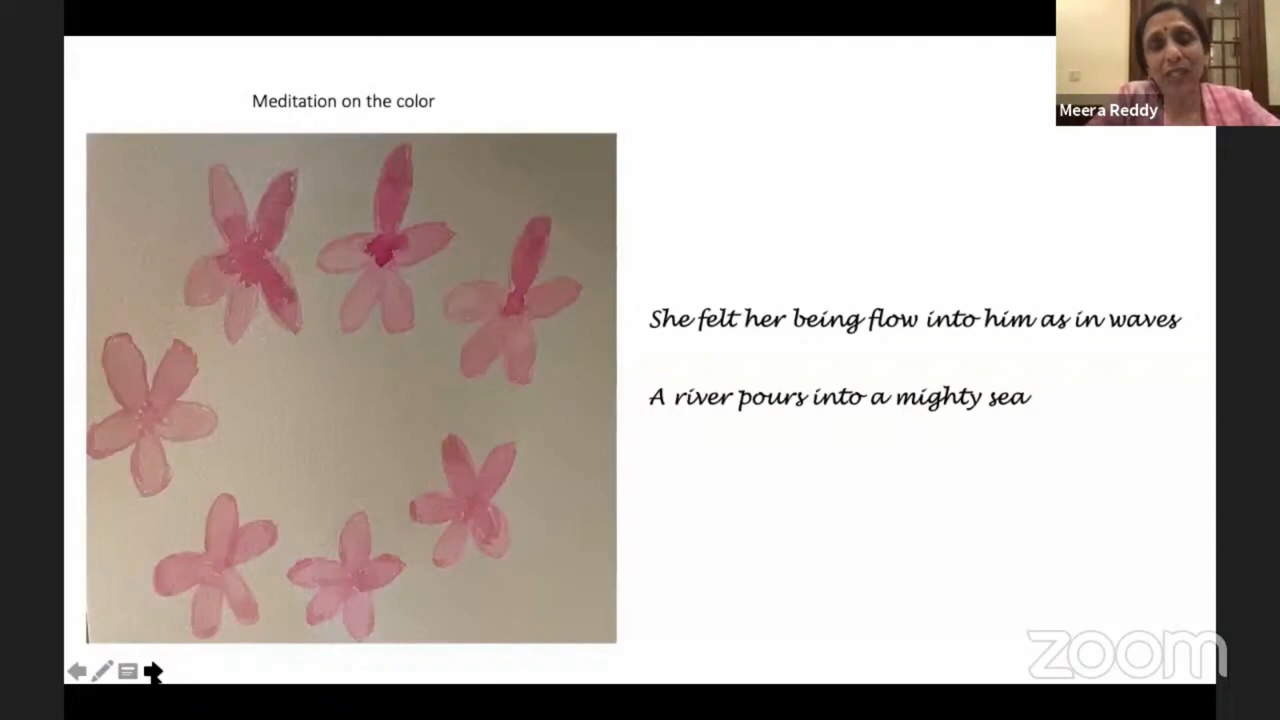 Meditation on the color
Meera Reddy
She felt her being flow into him as in waves
A river pours into a mighty sea
zoom